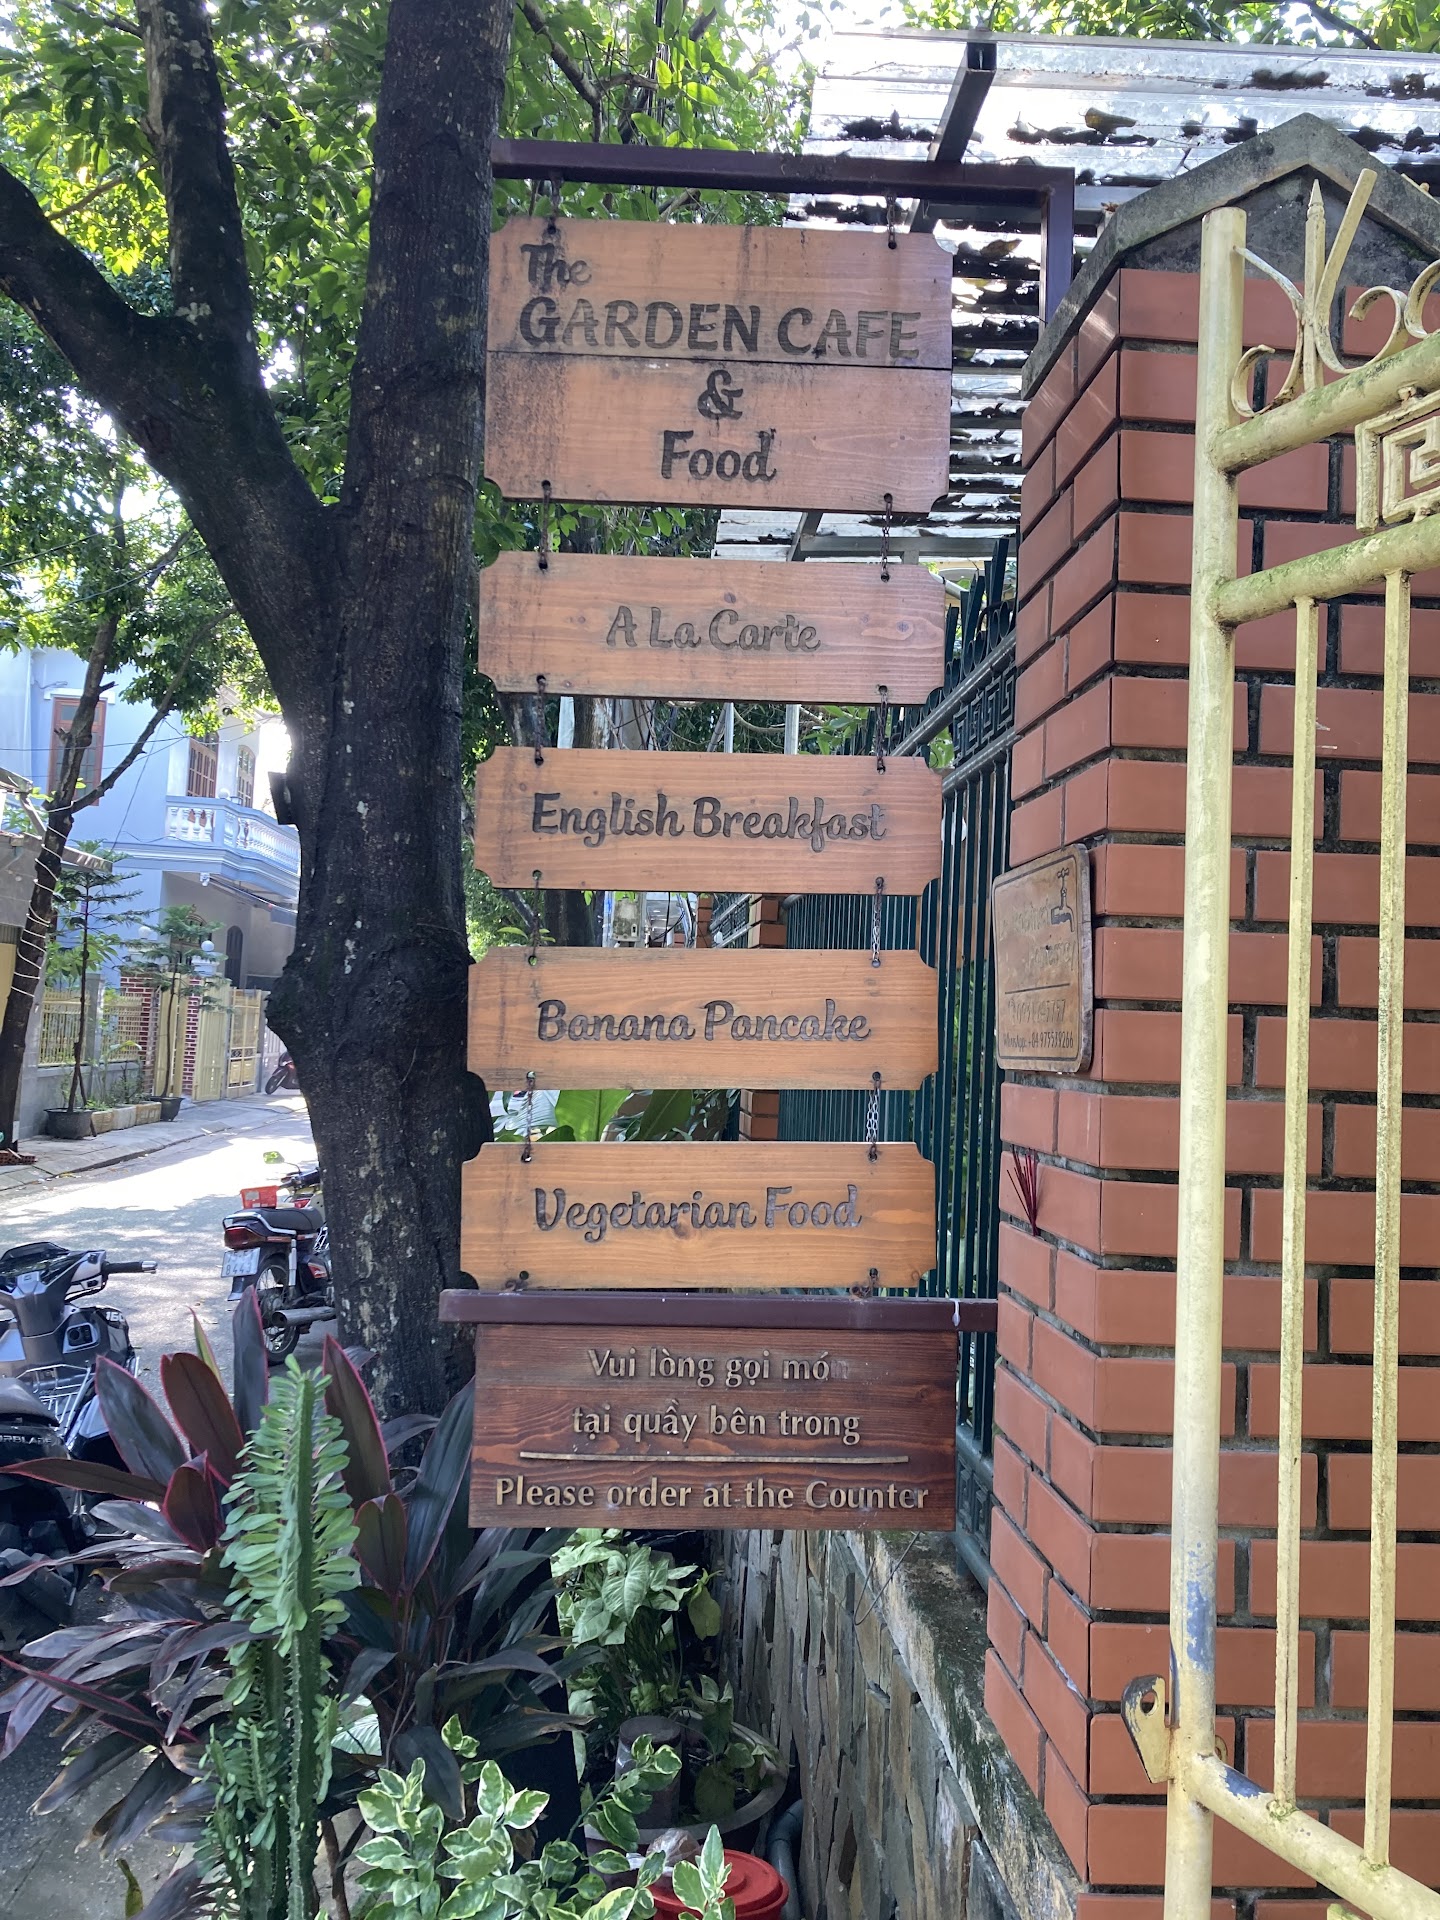 The
GARDEN CAFE
&
Food
A La Carte
English Breakfast
Banana Pancake
Vegetarian Food
Vui lòng gọi món
tại quầy bên trong
Please order at the Counter